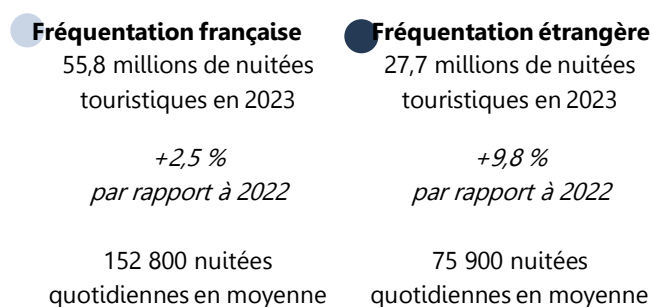 Fréquentation française
55,8 millions de nuitées
touristiques en 2023
+2,5 %
par rapport à 2022
152 800 nuitées
quotidiennes en moyenne
Fréquentation étrangère
27,7 millions de nuitées
touristiques en 2023
+9,8 %
par rapport à 2022
75 900 nuitées
quotidiennes en moyenne